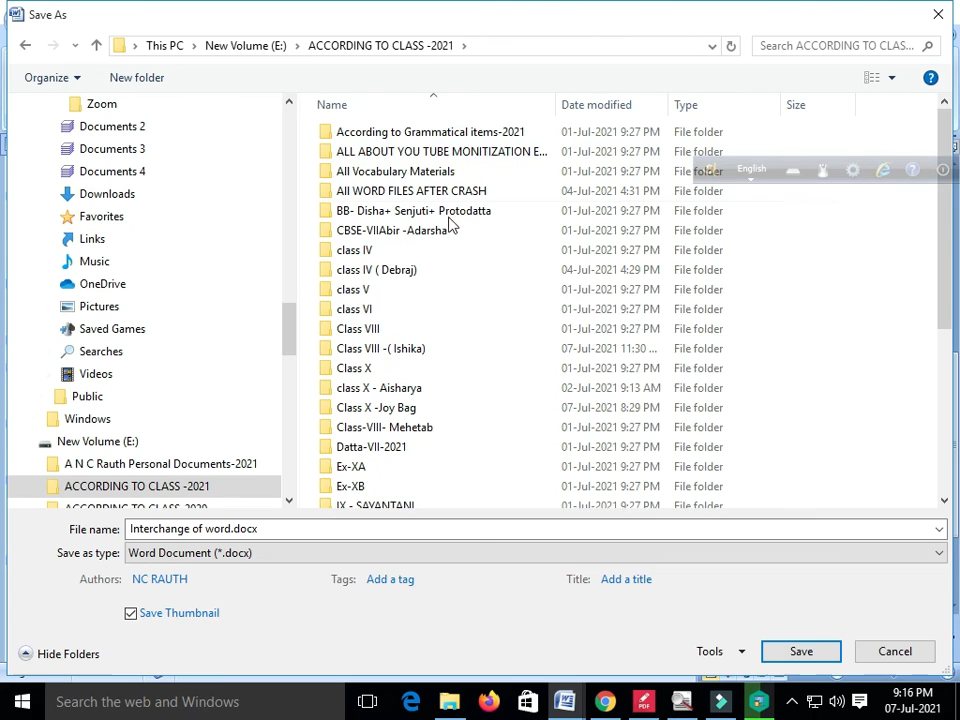 Save As
This PC
New Volume (E:)
ACCORDING TO CLASS -2021
Search ACCORDING TO CLAS...
Organize
New folder
Name
Date modified
Type
Size
Zoom
Documents 2
Documents 3
Documents 4
Downloads
Favorites
Links
Music
OneDrive
Pictures
Saved Games
Searches
Videos
Public
Windows
New Volume (E:)
A N C Rauth Personal Documents-2021
ACCORDING TO CLASS -2021
ACCORDING TO CLASS-2020
According to Grammatical items-2021 01-Jul-2021 9:27 PM File folder
ALL ABOUT YOU TUBE MONITIZATION E... 01-Jul-2021 9:27 PM File folder
All Vocabulary Materials 01-Jul-2021 9:27 PM File folder
English
All WORD FILES AFTER CRASH 04-Jul-2021 4:31 PM File folder
BB- Disha+ Senjuti+ Protodatta 01-Jul-2021 9:27 PM File folder
CBSE-VIIAbir -Adarsha 01-Jul-2021 9:27 PM File folder
class IV 01-Jul-2021 9:27 PM File folder
class IV ( Debraj) 04-Jul-2021 4:29 PM File folder
class V 01-Jul-2021 9:27 PM File folder
class VI 01-Jul-2021 9:27 PM File folder
Class VIII 01-Jul-2021 9:27 PM File folder
Class VIII -( Ishika) 07-Jul-2021 11:30 ... File folder
Class X 01-Jul-2021 9:27 PM File folder
class X - Aisharya 02-Jul-2021 9:13 AM File folder
Class X -Joy Bag 07-Jul-2021 8:29 PM File folder
Class-VIII- Mehetab 01-Jul-2021 9:27 PM File folder
Datta-VII-2021 01-Jul-2021 9:27 PM File folder
Ex-XA 01-Jul-2021 9:27 PM File folder
Ex-XB 01-Jul-2021 9:27 PM File folder
IX - SAYANTANI 01-Jul-2021 9:27 PM File folder
File name: Interchange of word.docx
Save as type: Word Document (*.docx)
Authors: NC RAUTH
Tags: Add a tag
Title: Add a title
Save Thumbnail
Hide Folders
Tools
Save
Cancel
Search the web and Windows
PDF
9:16 PM
07-Jul-2021